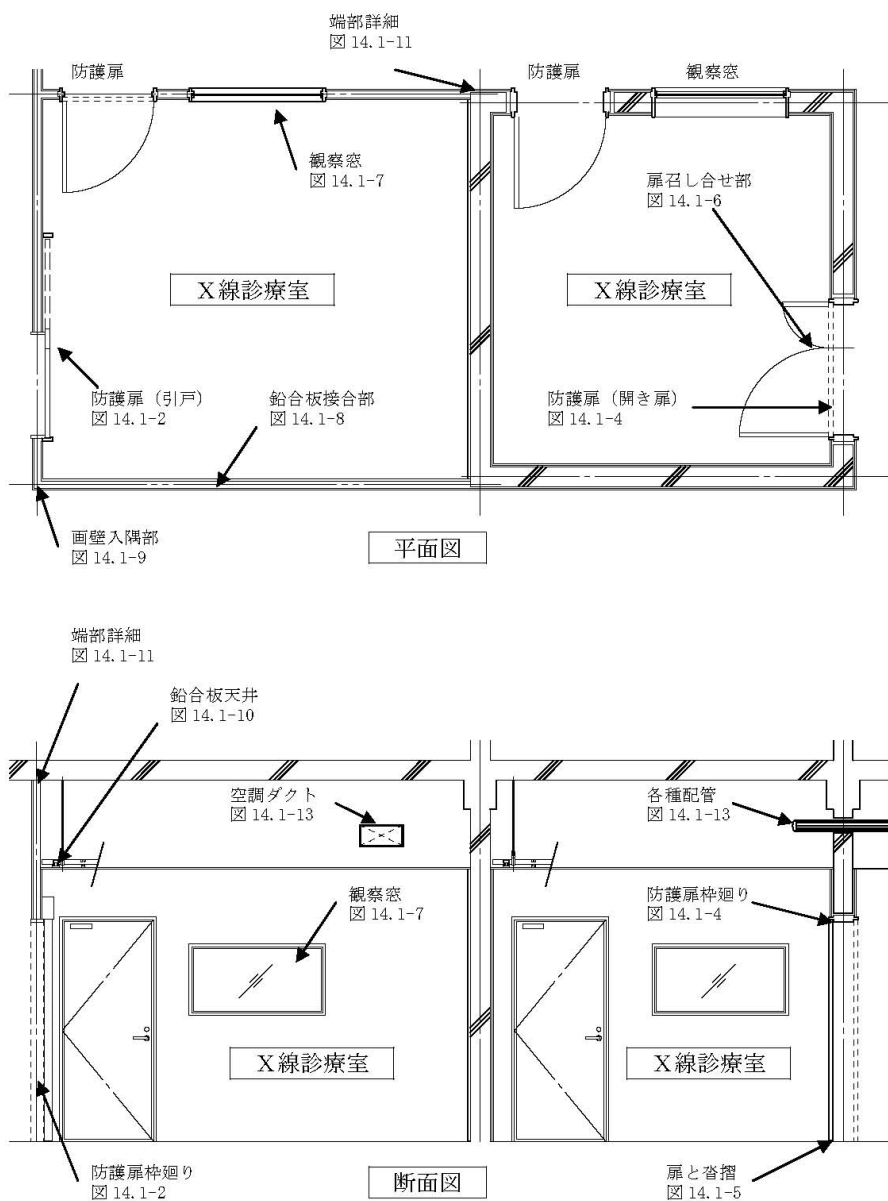 端部詳細
図 14.1-11
防護扉
防護扉
観察窓
観察窓
図 14.1-7
扉召し合せ部
図 14.1-6
X線診療室
X線診療室
防護扉(引戸)
図 14.1-2
鉛合板接合部
図 14.1-8
防護扉(開き扉)
図 14.1-4
画壁入隅部
図 14.1-9
平面図
端部詳細
図 14.1-11
鉛合板天井
図 14.1-10
空調ダクト
図 14.1-13
各種配管
図 14.1-13
観察窓
図 14.1-7
防護扉枠廻り
図 14.1-4
X線診療室
X線診療室
防護扉枠廻り
図 14.1-2
断面図
扉と沓摺
図 14.1-5